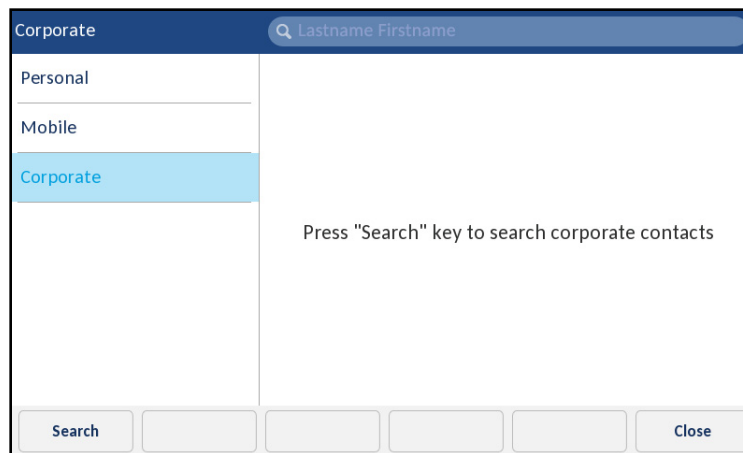 Corporate
Lastname Firstname
Personal
Mobile
Corporate
Press "Search" key to search corporate contacts
Search
Close